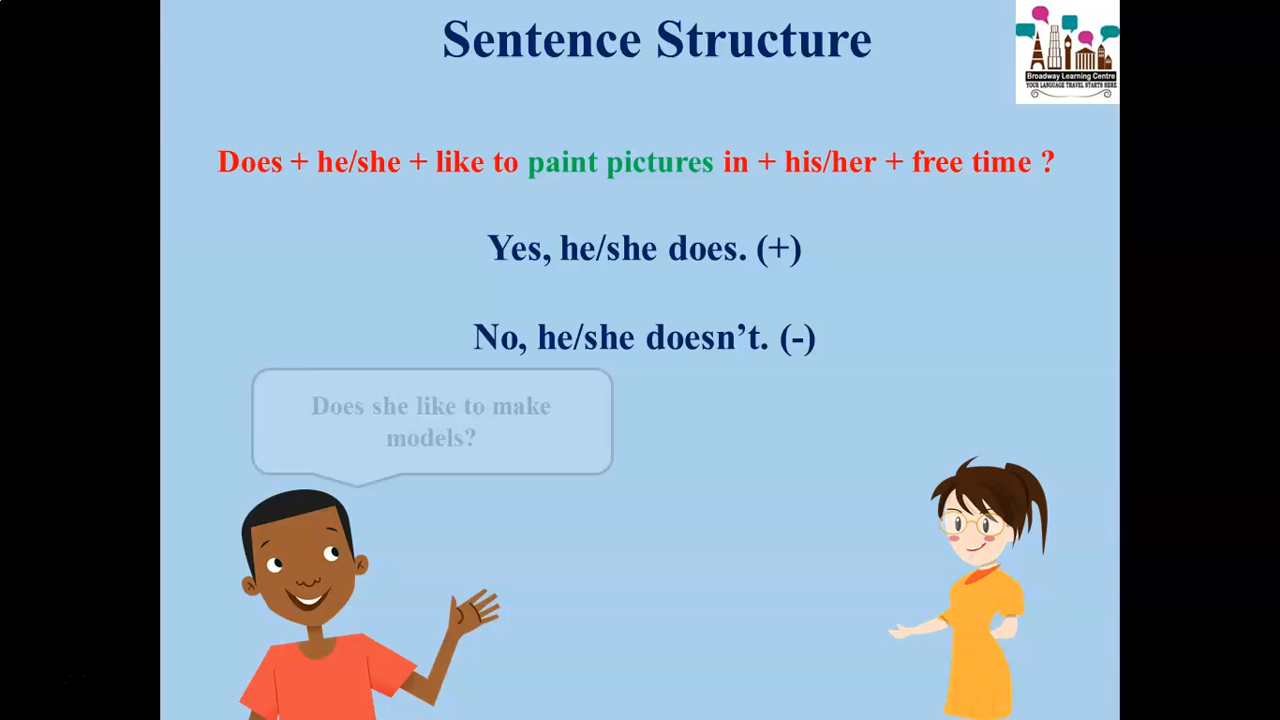 Sentence Structure
Broadway Learning Centre
YOUR LANGUAGE TRAVEL STARTS HERE
Does + he/she + like to paint pictures in + his/her + free time ?
Yes, he/she does. (+)
No, he/she doesn’t. (-)
Does she like to make
models?